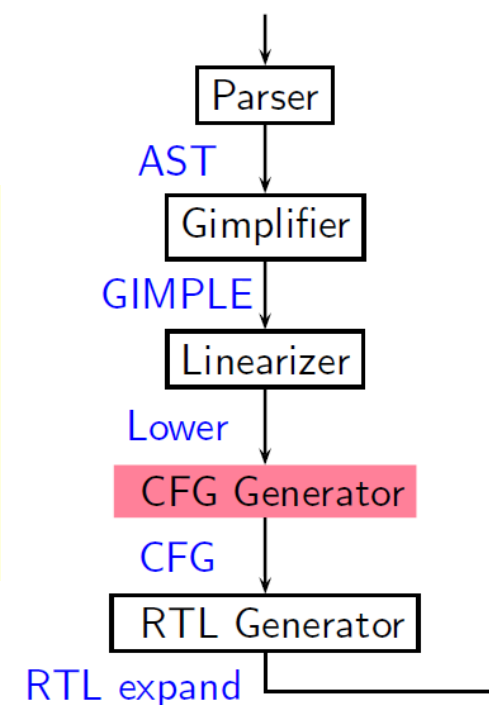 Parser
AST
Gimplifier
GIMPLE
Linearizer
Lower
CFG Generator
CFG
RTL Generator
RTL expand